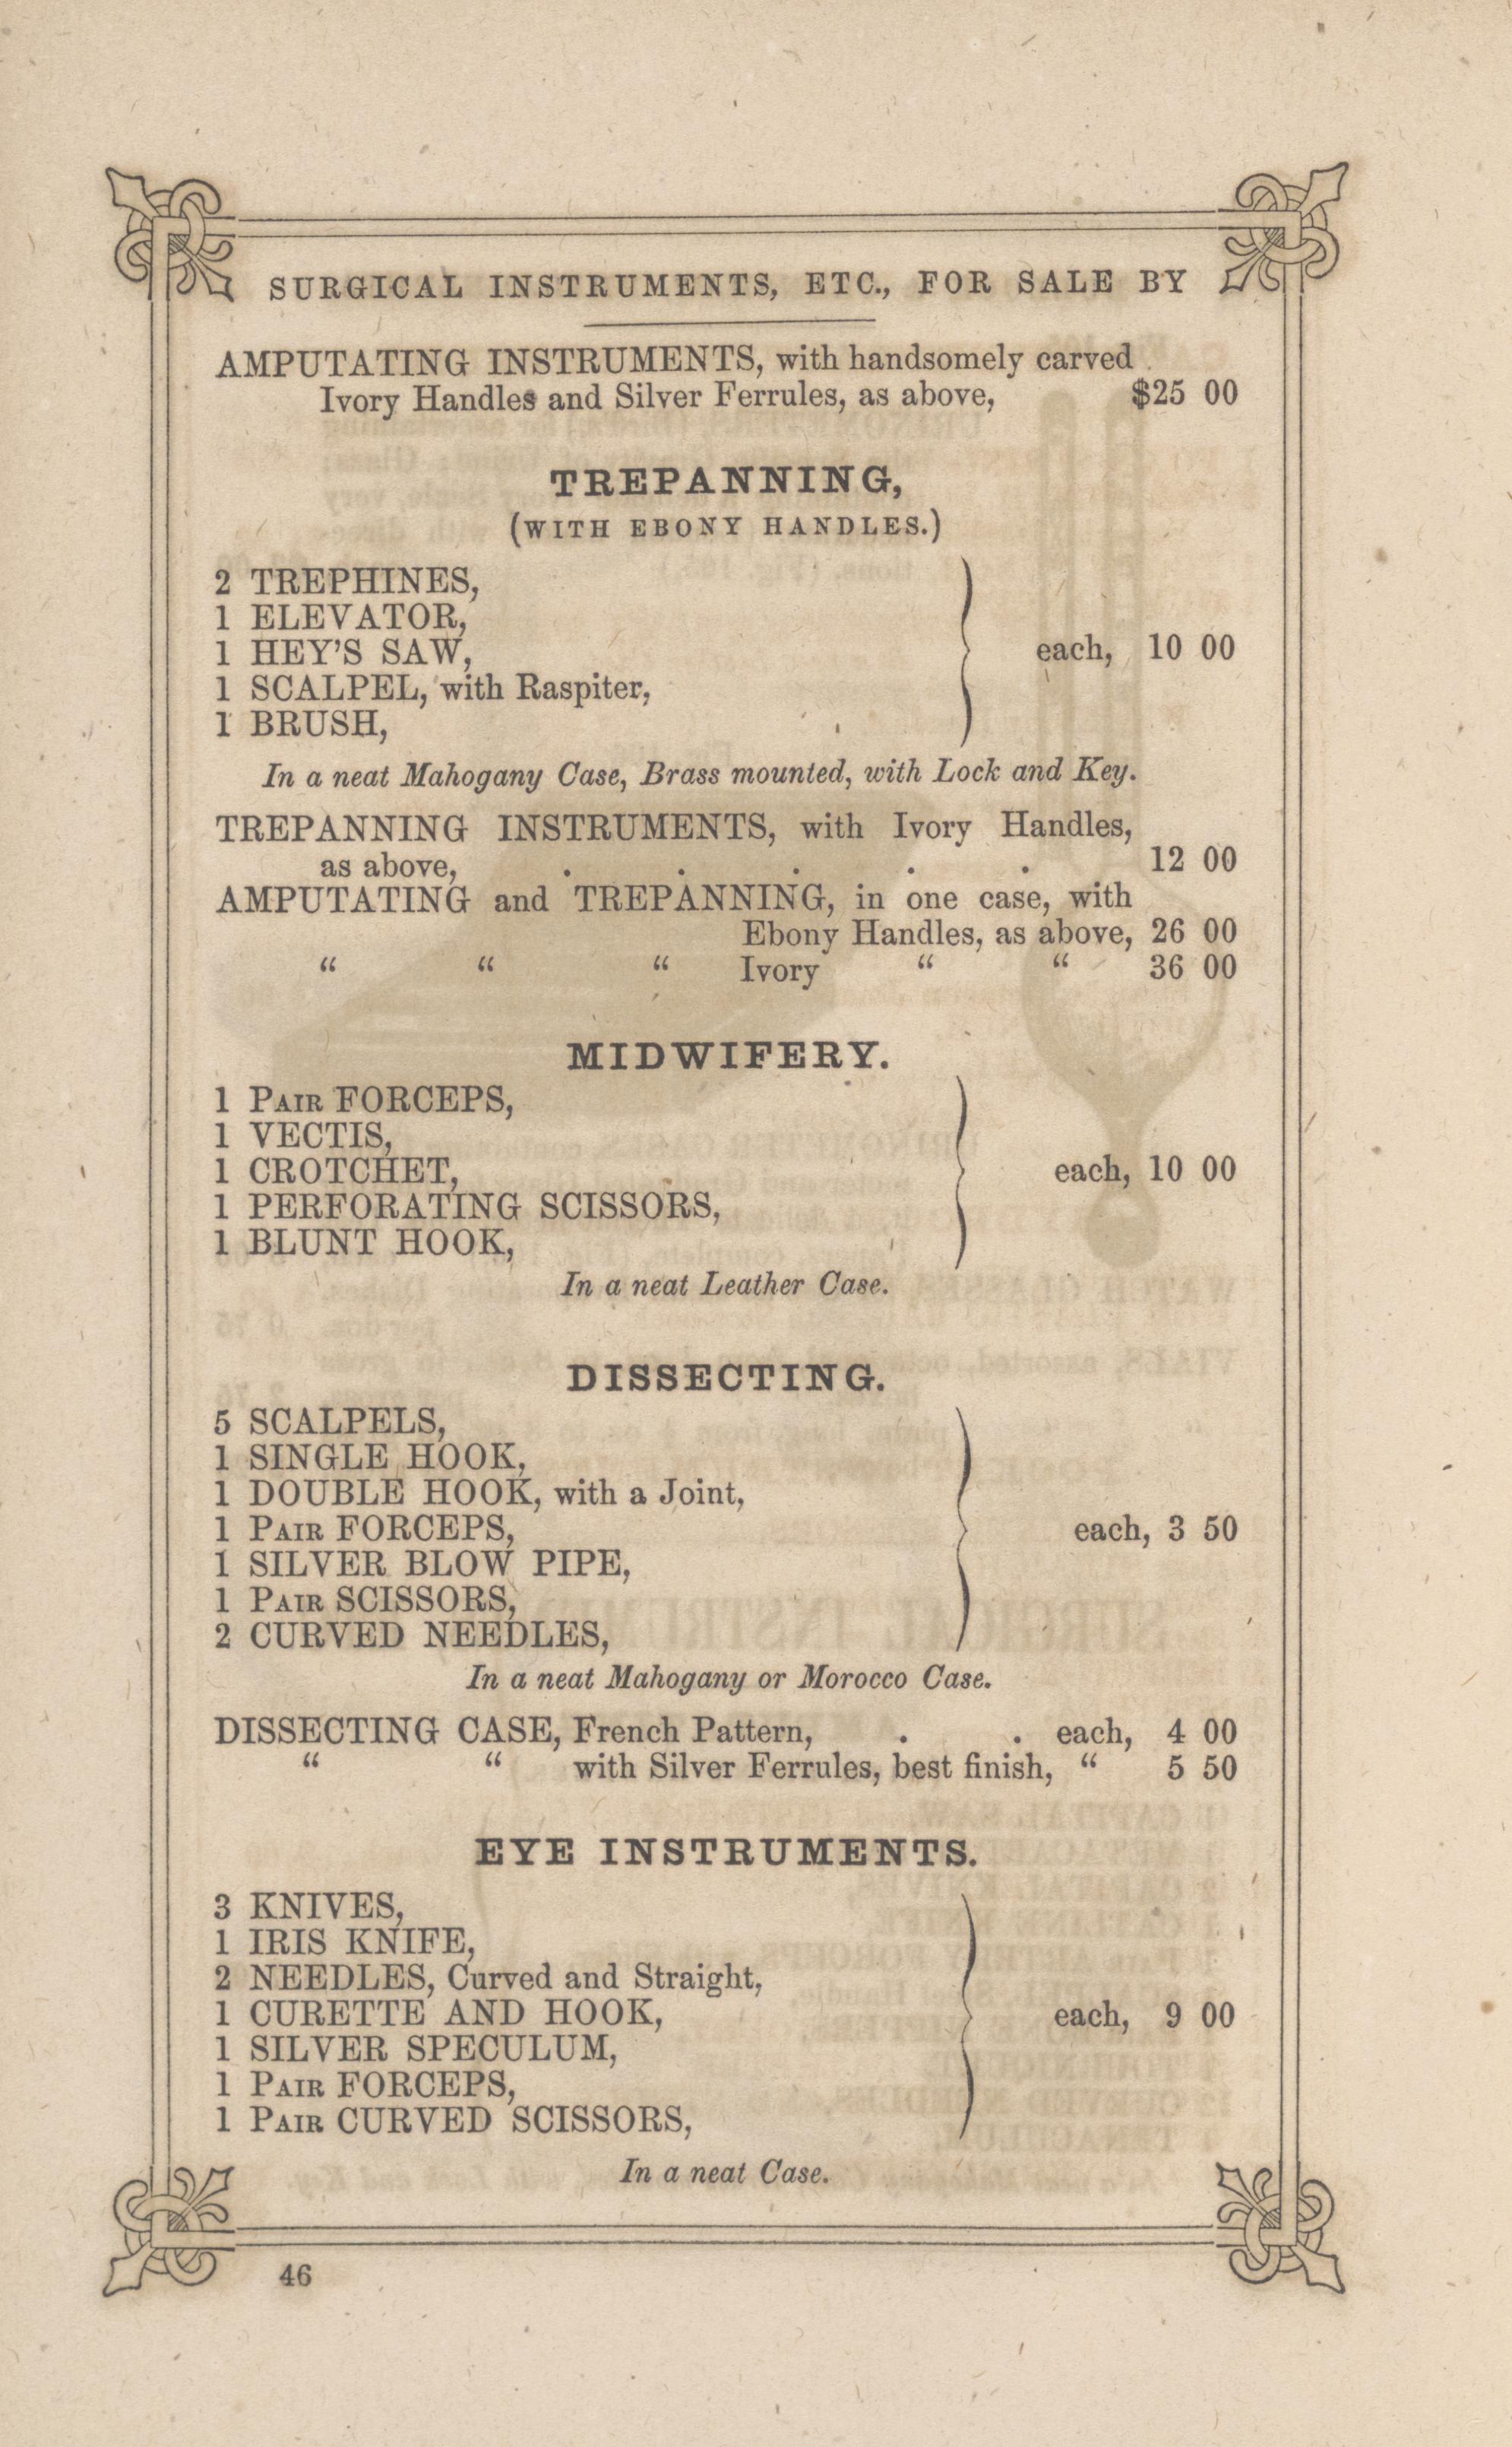 SURGICAL INSTRUMENTS, ETC., FOR SALE BY
AMPUTATING INSTRUMENTS, with handsomely carved
Ivory Handles and Silver Ferrules, as above, $25 00
TREPANNING,
(WITH EBONY HANDLES.)
2 TREPHINES,
1 ELEVATOR,
1 HEY'S SAW, each, 10 00
1 SCALPEL, with Raspiter,
1 BRUSH,
In a neat Mahogany Case, Brass mounted, with Lock and Key.
TREPANNING INSTRUMENTS, with Ivory Handles,
as above, . . . . . 12 00
AMPUTATING and TREPANNING, in one case, with
Ebony Handles, as above, 26 00
“ “ “ Ivory “ “ 36 00
MIDWIFERY.
1 PAIR FORCEPS,
1 VECTIS,
1 CROTCHET, each, 10 00
1 PERFORATING SCISSORS,
1 BLUNT HOOK,
In a neat Leather Case.
DISSECTING.
5 SCALPELS,
1 SINGLE HOOK,
1 DOUBLE HOOK, with a Joint,
1 PAIR FORCEPS, each, 3 50
1 SILVER BLOW PIPE,
1 PAIR SCISSORS,
2 CURVED NEEDLES,
In a neat Mahogany or Morocco Case.
DISSECTING CASE, French Pattern, . . each, 4 00
“ “ with Silver Ferrules, best finish, “ 5 50
EYE INSTRUMENTS.
3 KNIVES,
1 IRIS KNIFE,
2 NEEDLES, Curved and Straight,
1 CURETTE AND HOOK, each, 9 00
1 SILVER SPECULUM,
1 PAIR FORCEPS,
1 PAIR CURVED SCISSORS,
In a neat Case.
46